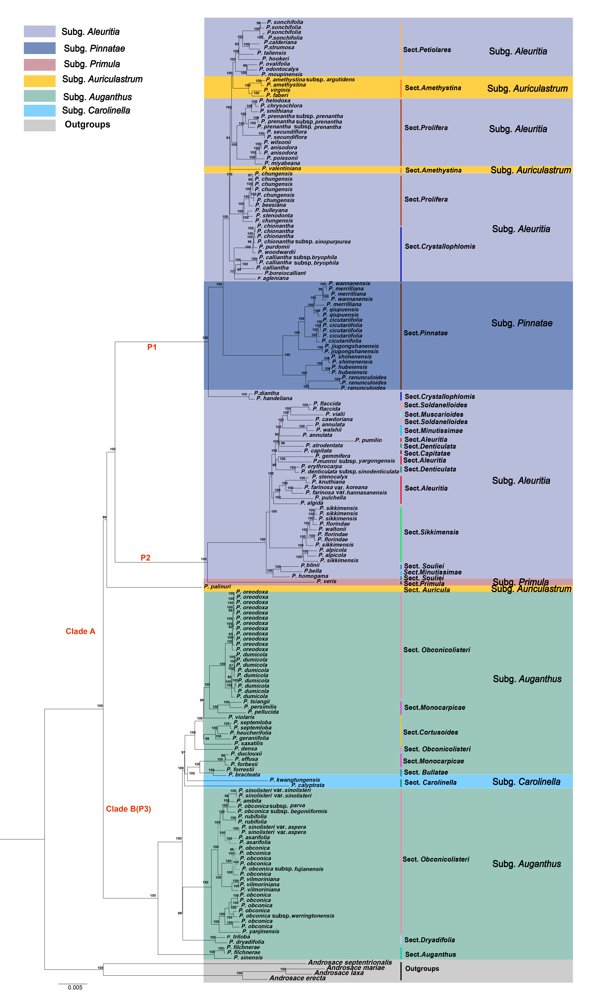 Subg. Aleuritia
Subg. Pinnatae
Subg. Primula
Subg. Auriculastrum
Subg. Auganthus
Subg. Carolinella
Outgroups
P. sonchifolia
P.sonchifolia
P.sonchifolia
P.sonchifolia
P.calderiana
P.strumosa
P. taliensis
P. hookeri
P. ovalifolia
P. odontocalyx
P. moupinensis
Sect.Petiolares
Subg. Aleuritia
P. amethystina subsp. argutidens
P. amethystina
P. virginis
P. faberi
Sect.Amethystina
Subg. Auriculastrum
P. helodoxa
P. chrysochlora
P. smithiana
P. prenantha subsp. prenantha
P. prenantha subsp. prenantha
P. prenantha subsp. prenantha
P. secundiflora
P. secundiflora
P. wilsonii
P. anisodora
P. anisodora
P. poissonii
P. miyabeana
Sect.Prolifera
Subg. Aleuritia
P. valentiniana
Sect.Amethystina
Subg. Auriculastrum
P. chungensis
P. chungensis
P. chungensis
P. chungensis
P. chungensis
P. chungensis
P. beesiana
P. bulleyana
P. stenodonta
P. chungensis
Sect.Prolifera
Subg. Aleuritia
P. chionantha
P. chionantha
P. chionantha
P. chionantha subsp. sinopurpurea
P. purdomii
P. woodwardii
P. calliantha subsp. bryophila
P. calliantha subsp. bryophila
P. calliantha
P.boreiocalliant
P. agleniana
Sect.Crystallophlomis
P. wannanensis
P. merrilliana
P. merrilliana
P. wannanensis
P. merrilliana
P. qiupuensis
P. qiupuensis
P. cicutariifolia
P. cicutariifolia
P. cicutariifolia
P. cicutariifolia
P. cicutariifolia
P. jiugongshanensis
P. jiugongshanensis
P. shimenensis
P. shimenensis
P. hubeiensis
P. hubeiensis
P. ranunculoides
P. ranunculoides
P. ranunculoides
Sect.Pinnatae
Subg. Pinnatae
P1
P.diantha
P. handeliana
Sect.Crystallophlomis
P. flaccida
P. flaccida
Sect.Soldanelloides
P. vialii
Sect.Muscarioides
P. cawdoriana
Sect.Soldanelloides
P. annulata
P. walshii
P. annulata
Sect.Minutissimae
P. pumilio
Sect.Aleuritia
P. atrodentata
Sect.Denticulata
P. capitata
Sect.Capitatae
P. gemmifera
P.munroi subsp. yargongensis
Sect.Aleuritia
P. erythrocarpa
P. denticulata subsp. sinodenticulata
Sect.Denticulata
P. stenocalyx
P. knuthiana
P. farinosa var. koreana
P. farinosa var. hannasanensis
P. pulchella
P. algida
Sect.Aleuritia
Subg. Aleuritia
P. sikkimensis
P. sikkimensis
P. sikkimensis
P. florindae
P. waltonii
P. florindae
P. florindae
P. sikkimensis
P. alpicola
P. alpicola
P. sikkimensis
Sect.Sikkimensis
P2
P.blinii
Sect. Souliei
P.bella
Sect.Minutissimae
P. homogama
Sect. Souliei
P. veris
Sect.Primula
Subg. Primula
P. palinuri
Sect. Auricula
Subg. Auriculastrum
P. oreodoxa
P. oreodoxa
P. oreodoxa
P. oreodoxa
P. oreodoxa
P. oreodoxa
P. oreodoxa
P. oreodoxa
P. oreodoxa
P. oreodoxa
P. oreodoxa
P. oreodoxa
P. dumicola
P. dumicola
P. dumicola
P. dumicola
P. dumicola
P. dumicola
P. dumicola
P. dumicola
P. dumicola
Clade A
Sect. Obconicolisteri
Subg. Auganthus
P. tsiangii
P. persimilis
P. pellucida
Sect.Monocarpicae
P. violaris
P. septemloba
P. septemloba
P. heucherifolia
P. geraniifolia
P. saxatilis
Sect.Cortusoides
P. densa
Sect. Obconicolisteri
P. duclouxii
P. effusa
P. forbesii
Sect.Monocarpicae
P. forrestii
P. bracteata
Sect. Bullatae
P. kwangtungensis
P. calyptrata
Sect. Carolinella
Subg. Carolinella
Clade B(P3)
P. sinolisteri var. sinolisteri
P. sinolisteri var. sinolisteri
P. ambita
P. obconica subsp. parva
P. obconica subsp. begoniiformis
P. rubifolia
P. rubifolia
P. sinolisteri var. aspera
P. sinolisteri var. aspera
P. asarifolia
P. asarifolia
P. obconica
P. obconica
P. obconica
P. obconica
P. obconica subsp. fujianensis
P. obconica
P. vilmoriniana
P. vilmoriniana
P. vilmoriniana
P. obconica
P. obconica
P. obconica
P. obconica
P. obconica subsp. werringtonensis
P. obconica
P. obconica
P. yanjinensis
Sect. Obconicolisteri
Subg. Auganthus
P. triloba
P. dryadifolia
Sect.Dryadifolia
P. filchnerae
P. filchnerae
P. sinensis
Sect.Auganthus
Androsace septentrionalis
Androsace mariae
Androsace laxa
Androsace erecta
Outgroups
0.005